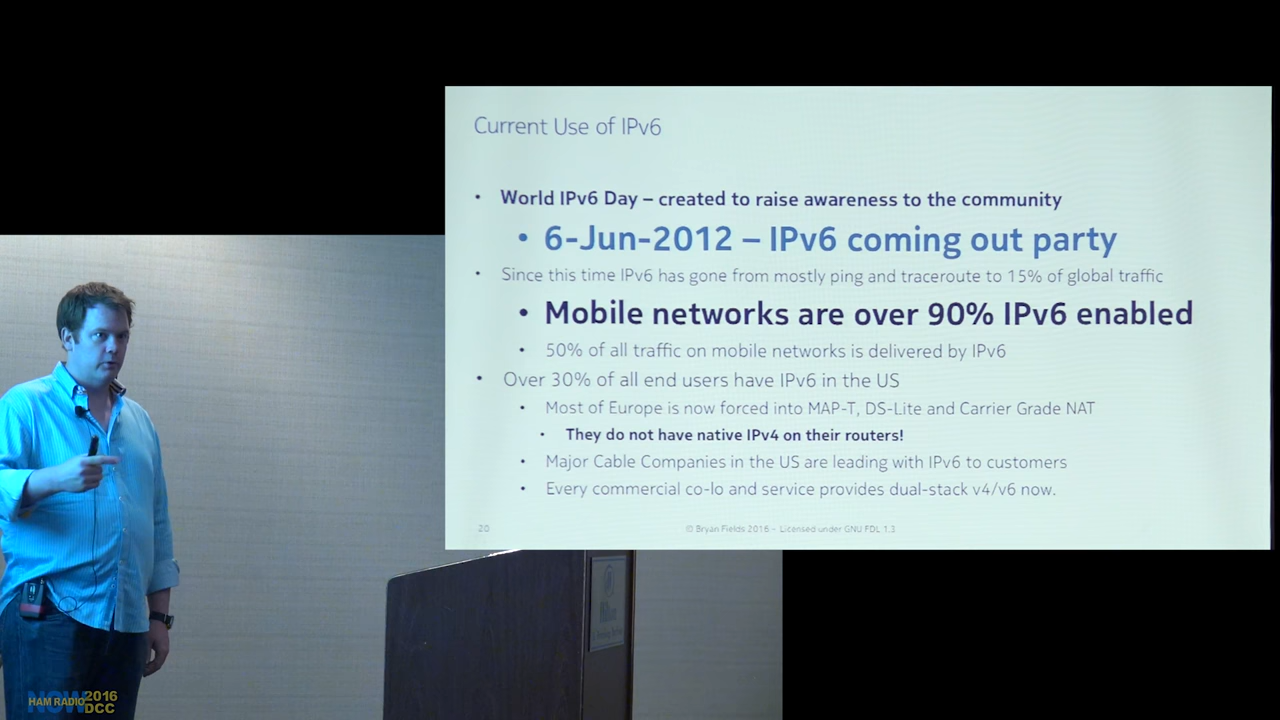 Current Use of IPv6
• World IPv6 Day – created to raise awareness to the community
• 6-Jun-2012 – IPv6 coming out party
• Since this time IPv6 has gone from mostly ping and traceroute to 15% of global traffic
• Mobile networks are over 90% IPv6 enabled
• 50% of all traffic on mobile networks is delivered by IPv6
• Over 30% of all end users have IPv6 in the US
• Most of Europe is now forced into MAP-T, DS-Lite and Carrier Grade NAT
• They do not have native IPv4 on their routers!
• Major Cable Companies in the US are leading with IPv6 to customers
• Every commercial co-lo and service provides dual-stack v4/v6 now.
20
© Bryan Fields 2016 - Licensed under GNU FDL 1.3
HAM RADIO NOW 2016 DCC